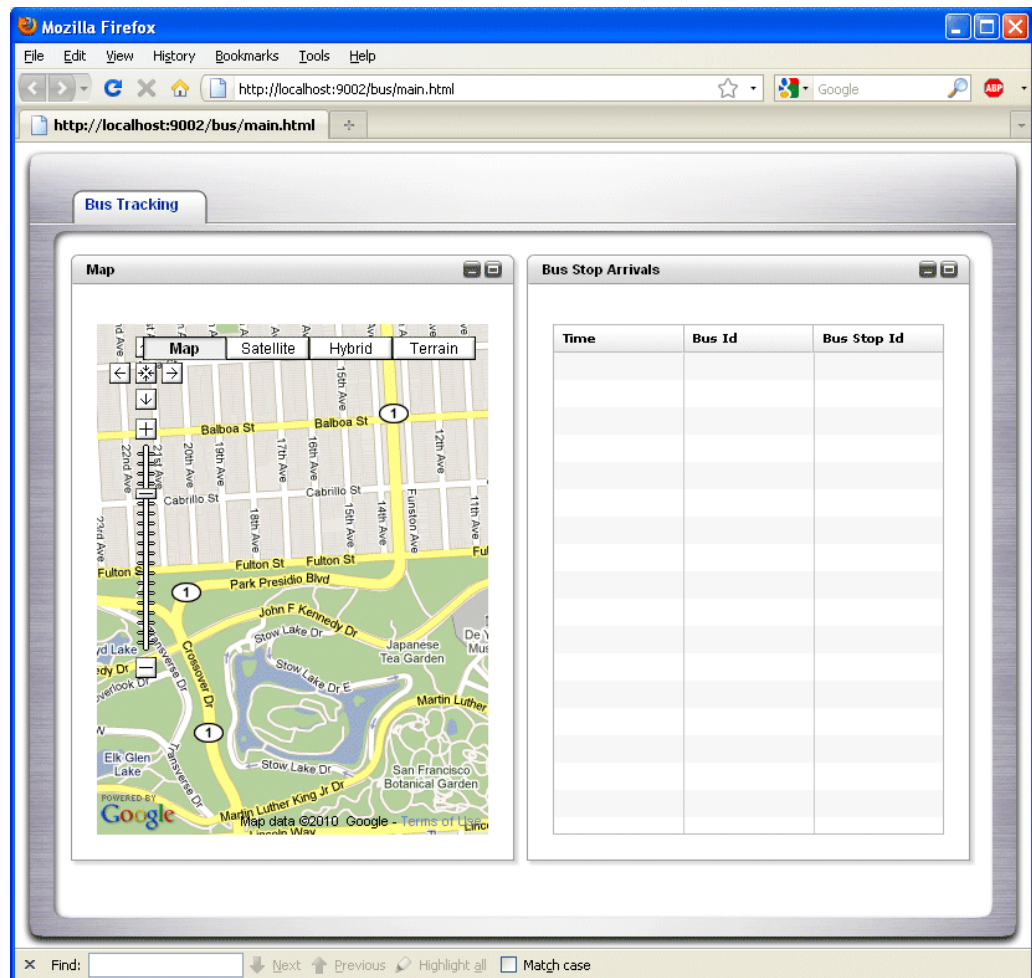 Mozilla Firefox
File Edit View History Bookmarks Tools Help
http://localhost:9002/bus/main.html
Google
ABP
http://localhost:9002/bus/main.html
Bus Tracking
Map
Map Satellite Hybrid Terrain
15th Ave
1
Balboa St Balboa St
22nd Ave 21st Ave 20th Ave 19th Ave 17th Ave 16th Ave 12th Ave
Cabrillo St Cabrillo St
23rd Ave 18th Ave 15th Ave 14th Ave Funston Ave 11th Ave
Fulton St Fulton St
Fulton S
1
Park Presidio Blvd
John F Kennedy Dr
Stow Lake Dr
Japanese
Tea Garden
Stow Lake Dr E
Transverse Dr
Crossover Dr
Martin Luther
1
Elk Glen
Lake
Transverse Dr
Stow Lake Dr
San Francisco
Botanical Garden
Martin Luther King Jr Dr
POWERED BY
Google
Map data ©2010 Google - Terms of Use
Lincoln Way
Bus Stop Arrivals
Time Bus Id Bus Stop Id
× Find: Next Previous Highlight all Match case